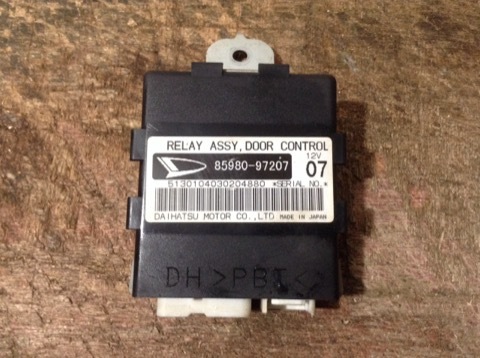 RELAY ASSY, DOOR CONTROL
85980-97207
12V
07
5130104030204880 *SERIAL NO.*
DAIHATSU MOTOR CO.,LTD MADE IN JAPAN
DH >PBT<